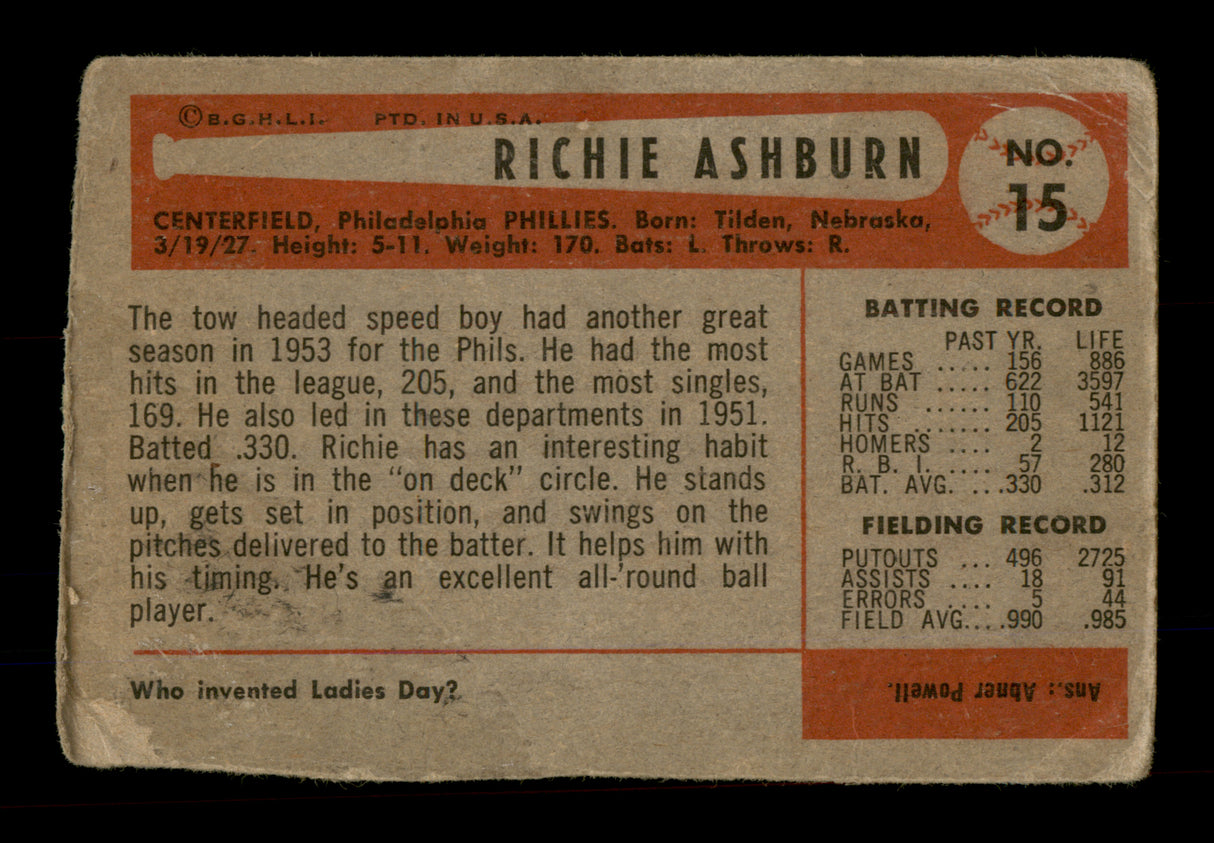 ©B.G.H.L.I. PTD. IN U.S.A.
RICHIE ASHBURN
NO.
15
CENTERFIELD, Philadelphia PHILLIES. Born: Tilden, Nebraska,
3/19/27. Height: 5-11. Weight: 170. Bats: L. Throws: R.
The tow headed speed boy had another great
season in 1953 for the Phils. He had the most
hits in the league, 205, and the most singles,
169. He also led in these departments in 1951.
Batted .330. Richie has an interesting habit
when he is in the “on deck” circle. He stands
up, gets set in position, and swings on the
pitches delivered to the batter. It helps him with
his timing. He's an excellent all-'round ball
player.
BATTING RECORD
PAST YR. LIFE
GAMES ..... 156 886
AT BAT ..... 622 3597
RUNS ...... 110 541
HITS ....... 205 1121
HOMERS .... 2 12
R. B. I. ..... 57 280
BAT. AVG. ...330 .312
FIELDING RECORD
PUTOUTS ... 496 2725
ASSISTS .... 18 91
ERRORS .... 5 44
FIELD AVG....990 .985
Who invented Ladies Day?
Ans.: Abner Powell.